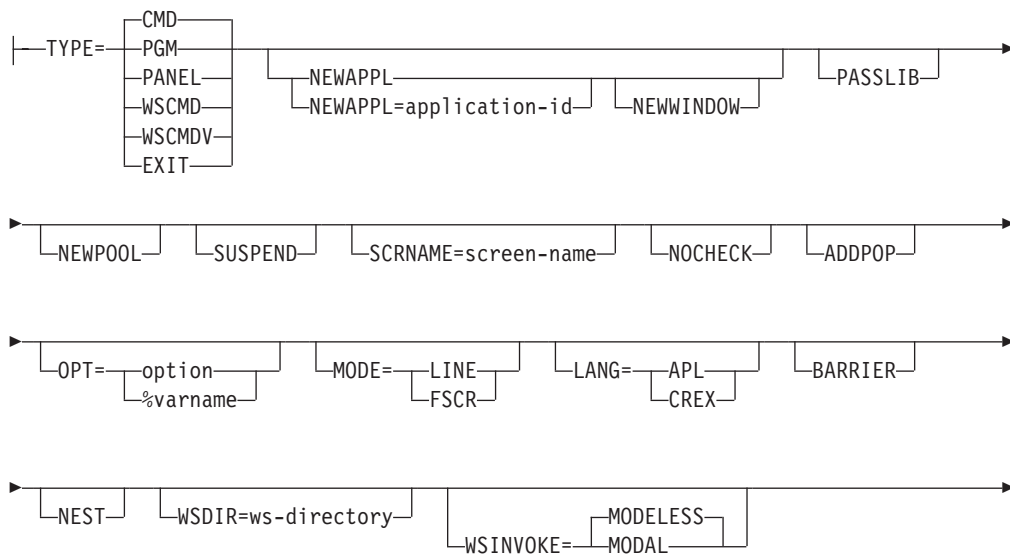 CMD
TYPE= PGM
PANEL NEWAPPL PASSLIB
WSCMD NEWAPPL=application-id NEWWINDOW
WSCMDV
EXIT
NEWPOOL SUSPEND SCRNAME=screen-name NOCHECK ADDPOP
OPT= option MODE= LINE LANG= APL BARRIER
%varname FSCR CREX
MODELESS
NEST WSDIR=ws-directory WSINVOKE= MODAL